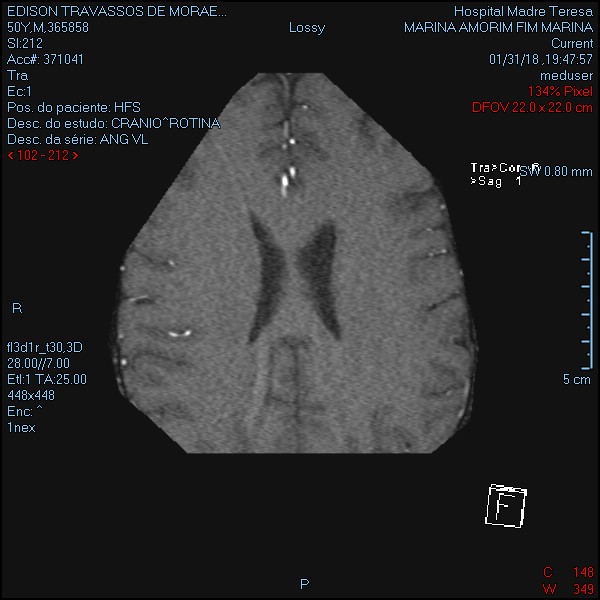 EDISON TRAVASSOS DE MORAE...
50Y,M,365858
Sl:212
Acc#: 371041
Tra
Ec:1
Pos. do paciente: HFS
Desc. do estudo: CRANIO^ROTINA
Desc. da série: ANG VL
< 102 - 212 >
Lossy
Hospital Madre Teresa
MARINA AMORIM FIM MARINA
Current
01/31/18 ,19:47:57
meduser
134% Pixel
DFOV 22.0 x 22.0 cm
Tra>Cor
>Sag 1
SW 0.80 mm
R
5 cm
fl3d1r_t30,3D
28.00//7.00
Etl:1 TA:25.00
448x448
Enc: ^
1nex
F
P
C 148
W 349